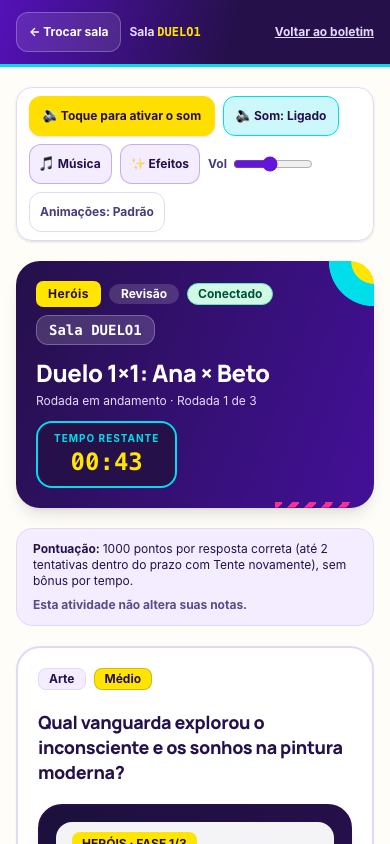 ← Trocar sala Sala DUELO1 Voltar ao boletim
🔈 Toque para ativar o som 🔈 Som: Ligado
🎵 Música ✨ Efeitos Vol
Animações: Padrão
Heróis Revisão Conectado
Sala DUELO1
Duelo 1×1: Ana × Beto
Rodada em andamento · Rodada 1 de 3
TEMPO RESTANTE
00:43
Pontuação: 1000 pontos por resposta correta (até 2
tentativas dentro do prazo com Tente novamente), sem
bônus por tempo.
Esta atividade não altera suas notas.
Arte Médio
Qual vanguarda explorou o
inconsciente e os sonhos na pintura
moderna?
HERÓIS · FASE 1/3